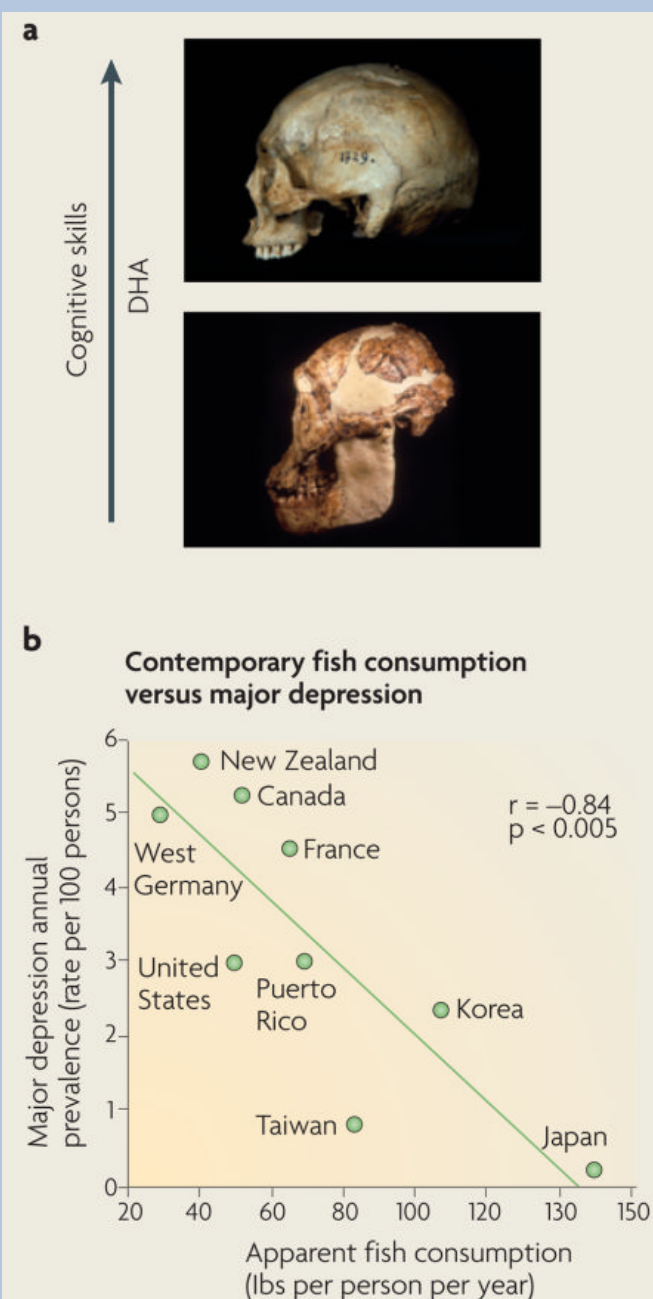 a
Cognitive skills
DHA
1729.
b
Contemporary fish consumption
versus major depression
Major depression annual
prevalence (rate per 100 persons)
6
5
4
3
2
1
0
New Zealand
Canada
r = –0.84
p < 0.005
France
West
Germany
United
States
Puerto
Rico
Korea
Taiwan
Japan
20 40 60 80 100 120 130 150
Apparent fish consumption
(lbs per person per year)